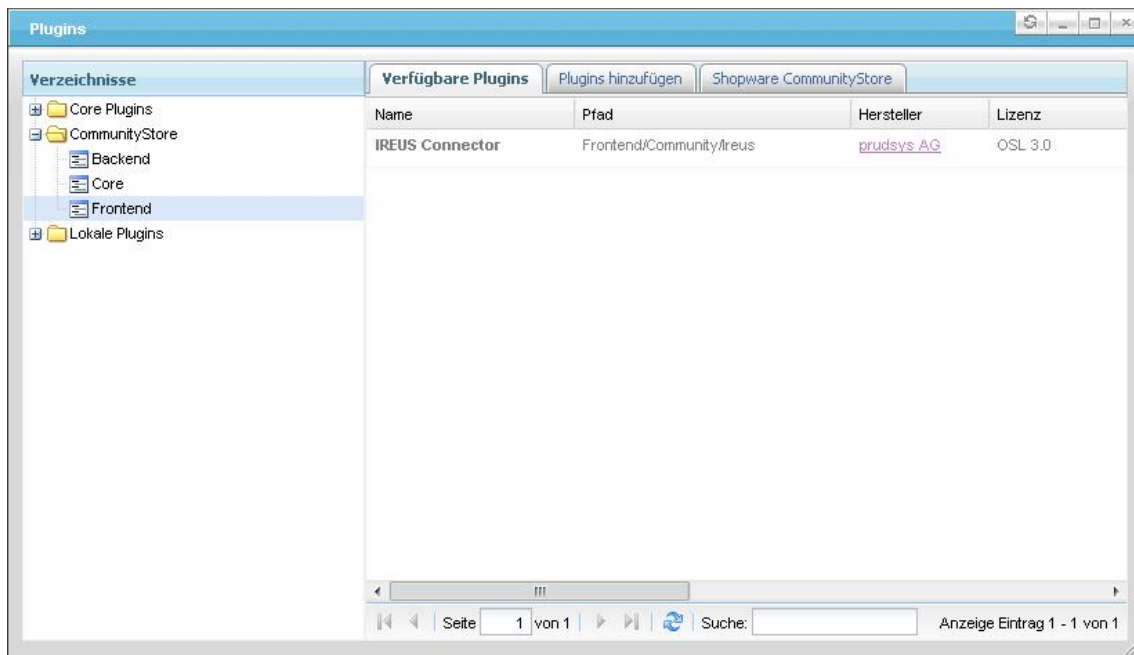 Plugins
Verzeichnisse
Core Plugins
CommunityStore
Backend
Core
Frontend
Lokale Plugins
Verfügbare Plugins Plugins hinzufügen Shopware CommunityStore
Name Pfad Hersteller Lizenz
IREUS Connector Frontend/Community/Ireus prudsys AG OSL 3.0
Seite 1 von 1 Suche: Anzeige Eintrag 1 - 1 von 1